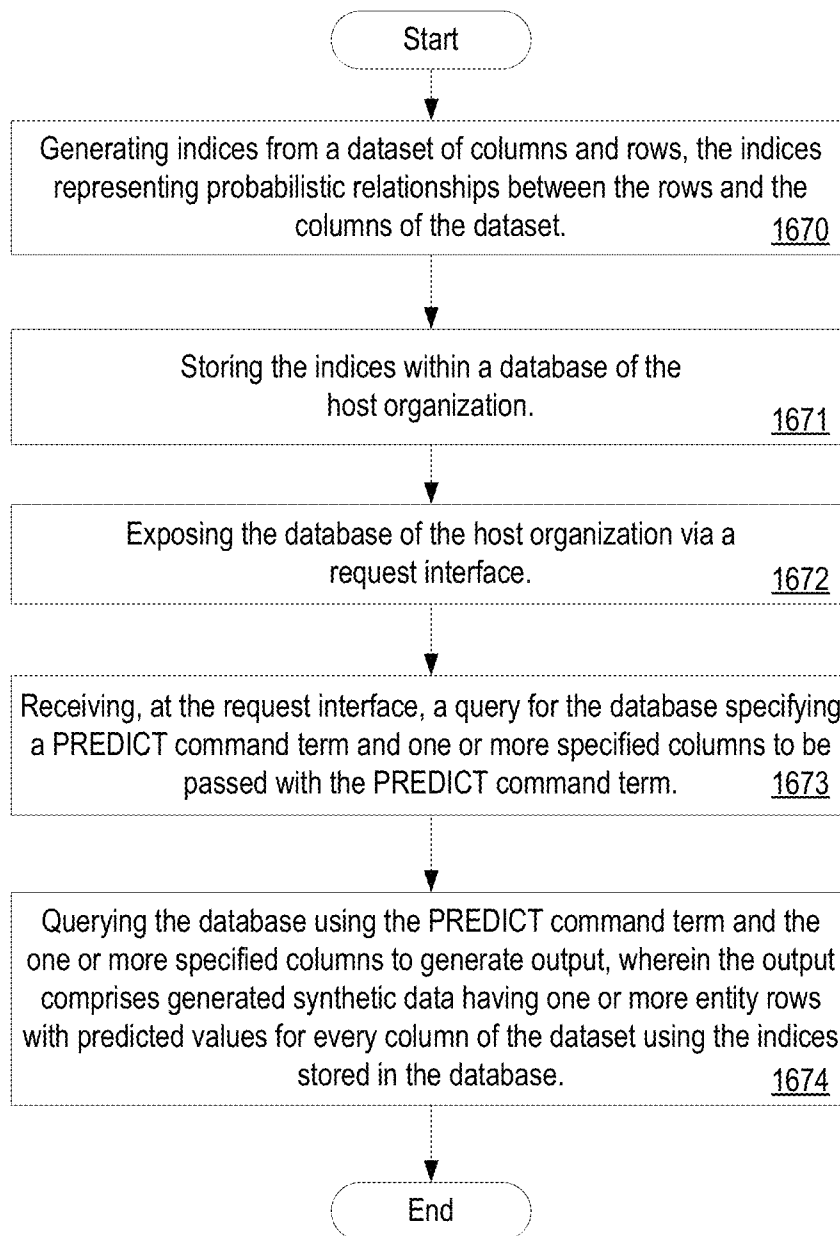 Start
Generating indices from a dataset of columns and rows, the indices
representing probabilistic relationships between the rows and the
columns of the dataset.
1670
Storing the indices within a database of the
host organization.
1671
Exposing the database of the host organization via a
request interface.
1672
Receiving, at the request interface, a query for the database specifying
a PREDICT command term and one or more specified columns to be
passed with the PREDICT command term.
1673
Querying the database using the PREDICT command term and the
one or more specified columns to generate output, wherein the output
comprises generated synthetic data having one or more entity rows
with predicted values for every column of the dataset using the indices
stored in the database.
1674
End